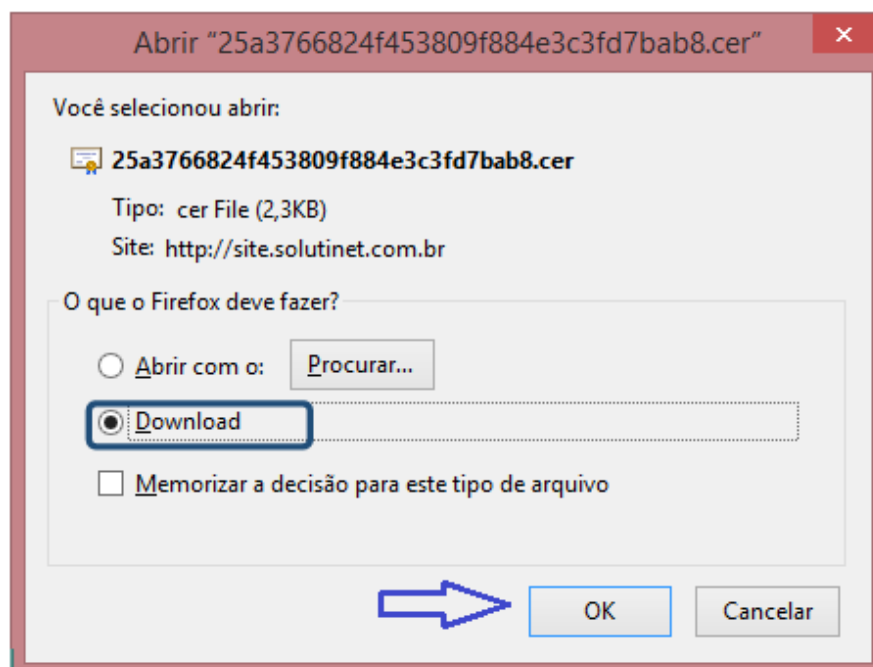 Abrir “25a3766824f453809f884e3c3fd7bab8.cer”
Você selecionou abrir:
25a3766824f453809f884e3c3fd7bab8.cer
Tipo: cer File (2,3KB)
Site: http://site.solutinet.com.br
O que o Firefox deve fazer?
Abrir com o: Procurar...
Download
Memorizar a decisão para este tipo de arquivo
OK Cancelar